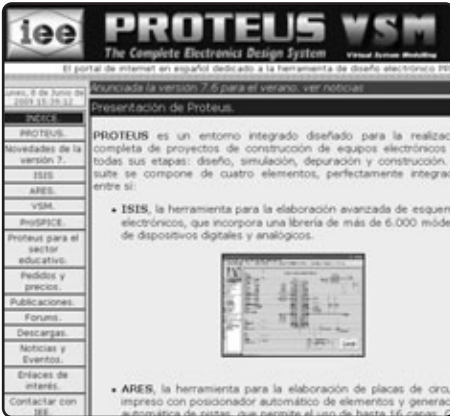 iee
PROTEUS VSM
The Complete Electronics Design System
Virtual System Modelling
El portal de internet en español dedicado a la herramienta de diseño electrónico PR
unes, 8 de Junio de
2009 15:39:12
Anunciada la versión 7.6 para el verano. ver noticias
Presentación de Proteus.
INDICE.
PROTEUS.
Novedades de la
versión 7.
ISIS
ARES.
VSM.
ProSPICE.
Proteus para el
sector
educativo.
Pedidos y
precios.
Publicaciones.
Forums.
Descargas.
Noticias y
Eventos.
Enlaces de
interés.
Contactar con
IEE.
PROTEUS es un entorno integrado diseñado para la realizac
completa de proyectos de construcción de equipos electrónicos
todas sus etapas: diseño, simulación, depuración y construcción.
suite se compone de cuatro elementos, perfectamente integrad
entre sí:
• ISIS, la herramienta para la elaboración avanzada de esquem
electrónicos, que incorpora una librería de más de 6.000 móde
de dispositivos digitales y analógicos.
• ARES, la herramienta para la elaboración de placas de circu
impreso con posicionador automático de elementos y generac
automática de pistas, que permite el uso de hasta 16 capas. C